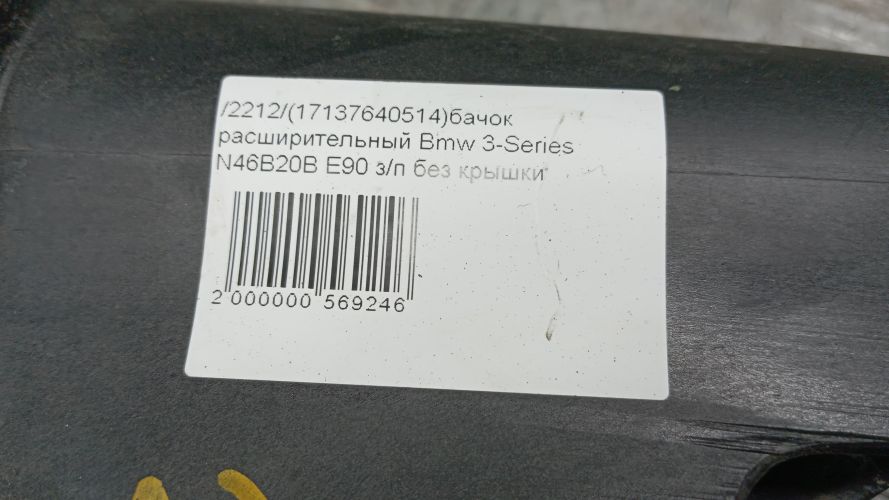 /2212/(17137640514)бачок
расширительный Bmw 3-Series
N46B20B E90 з/п без крышки
2 000000 569246